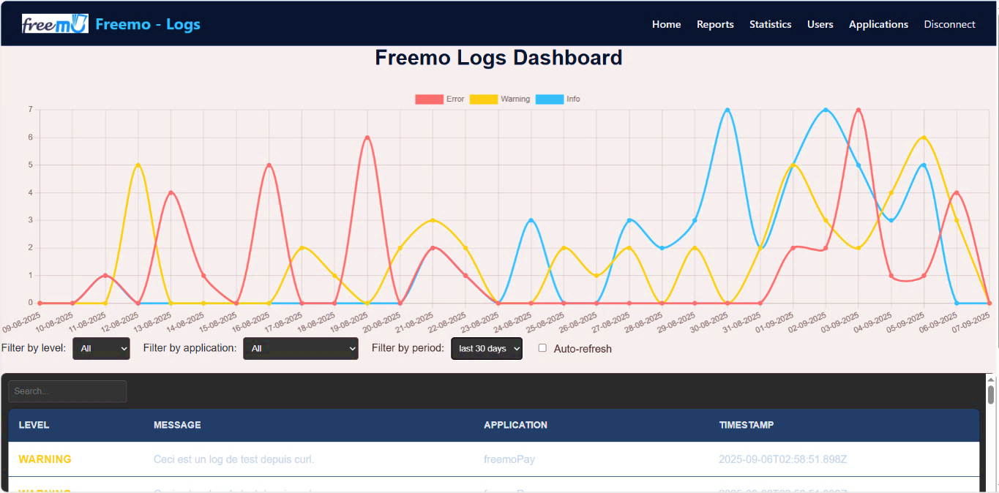 freemo Freemo - Logs Home Reports Statistics Users Applications Disconnect
Freemo Logs Dashboard
Error Warning Info
7
6
5
4
3
2
1
0
09-08-2025 10-08-2025 11-08-2025 12-08-2025 13-08-2025 14-08-2025 15-08-2025 16-08-2025 17-08-2025 18-08-2025 19-08-2025 20-08-2025 21-08-2025 22-08-2025 23-08-2025 24-08-2025 25-08-2025 26-08-2025 27-08-2025 28-08-2025 29-08-2025 30-08-2025 31-08-2025 01-09-2025 02-09-2025 03-09-2025 04-09-2025 05-09-2025 06-09-2025 07-09-2025
Filter by level: All Filter by application: All Filter by period: last 30 days Auto-refresh
Search...
LEVEL MESSAGE APPLICATION TIMESTAMP
WARNING Ceci est un log de test depuis curl. freemoPay 2025-09-06T02:58:51.898Z
WARNING